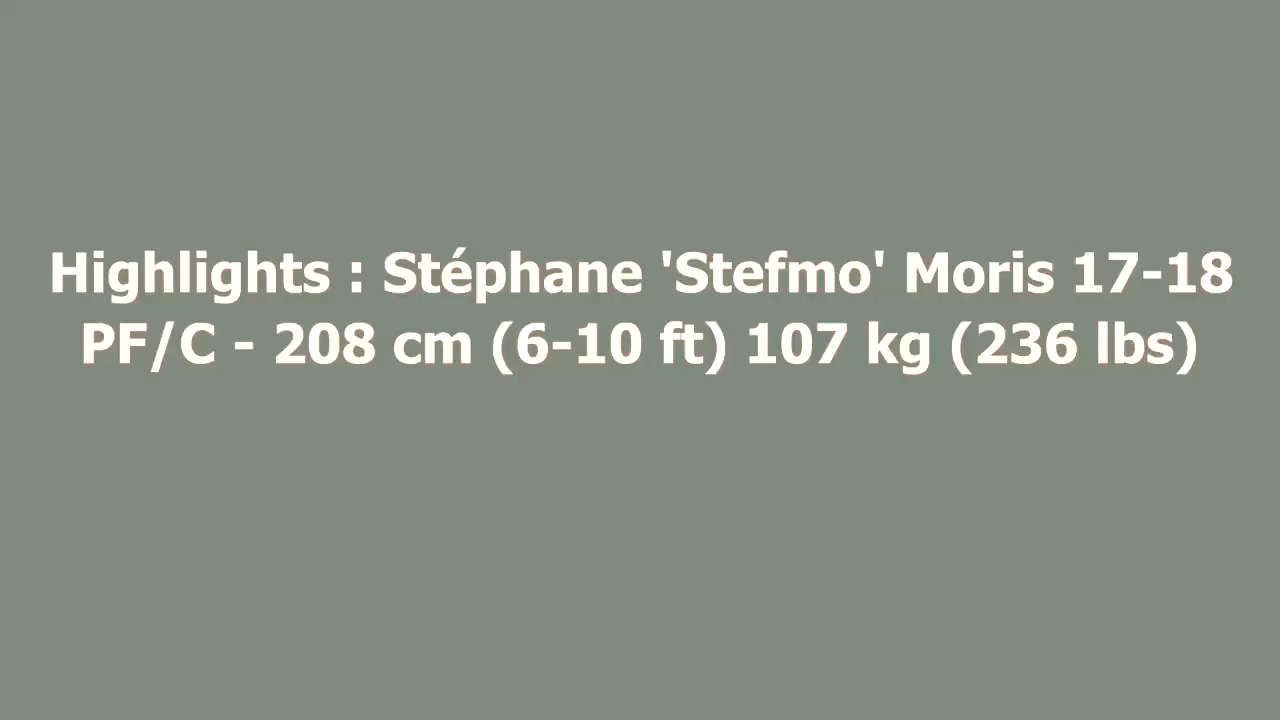 Highlights : Stéphane 'Stefmo' Moris 17-18
PF/C - 208 cm (6-10 ft) 107 kg (236 lbs)